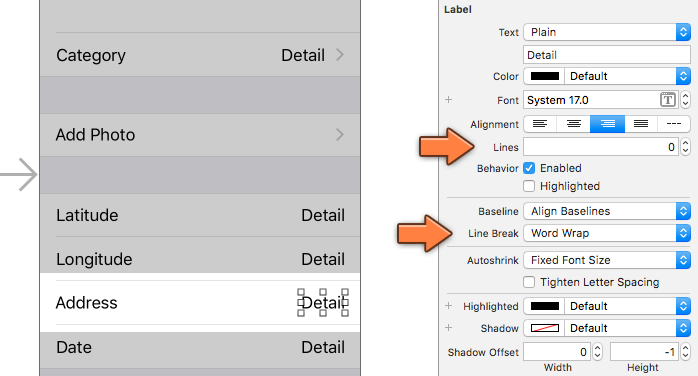 Category Detail
Add Photo
Latitude Detail
Longitude Detail
Address Detail
Date Detail
Label
Text Plain
Detail
Color Default
+ Font System 17.0 T
Alignment
Lines 0
Behavior Enabled
Highlighted
Baseline Align Baselines
Line Break Word Wrap
Autoshrink Fixed Font Size
Tighten Letter Spacing
+ Highlighted Default
+ Shadow Default
Shadow Offset 0 -1
Width Height